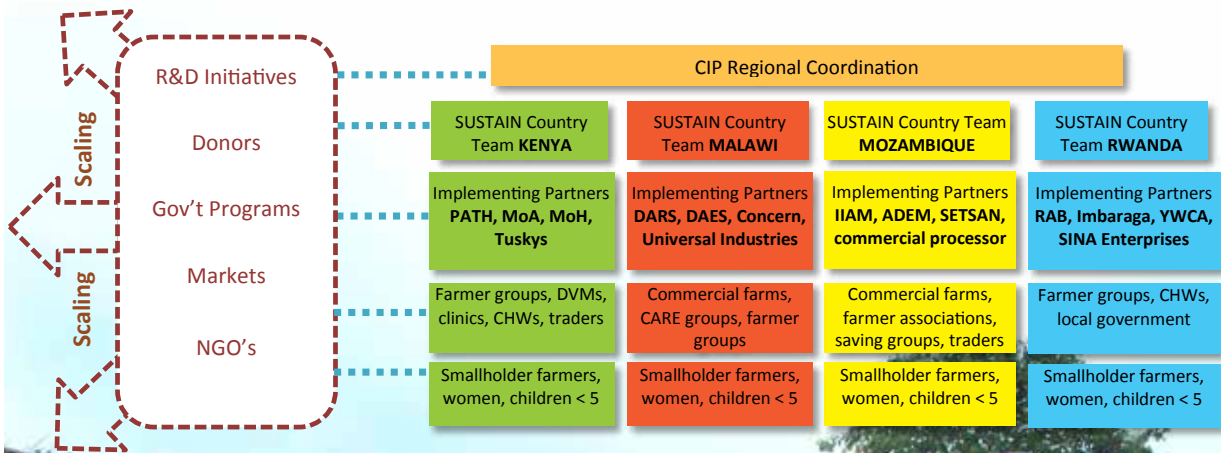 Scaling
Scaling
R&D Initiatives
Donors
Gov't Programs
Markets
NGO's
CIP Regional Coordination
SUSTAIN Country
Team KENYA
SUSTAIN Country
Team MALAWI
SUSTAIN Country Team
MOZAMBIQUE
SUSTAIN Country
Team RWANDA
Implementing Partners
PATH, MoA, MoH,
Tuskys
Implementing Partners
DARS, DAES, Concern,
Universal Industries
Implementing Partners
IIAM, ADEM, SETSAN,
commercial processor
Implementing Partners
RAB, Imbaraga, YWCA,
SINA Enterprises
Farmer groups, DVMs,
clinics, CHWs, traders
Commercial farms,
CARE groups, farmer
groups
Commercial farms,
farmer associations,
saving groups, traders
Farmer groups, CHWs,
local government
Smallholder farmers,
women, children < 5
Smallholder farmers,
women, children < 5
Smallholder farmers,
women, children < 5
Smallholder farmers,
women, children < 5